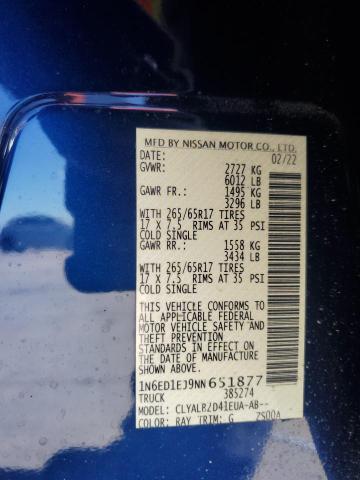 MFD BY NISSAN MOTOR CO., LTD.
DATE: 02/22
GVWR: 2727 KG
6012 LB
GAWR FR.: 1495 KG
3296 LB
WITH 265/65R17 TIRES
17 X 7.5 RIMS AT 35 PSI
COLD SINGLE
GAWR RR.: 1558 KG
3434 LB
WITH 265/65R17 TIRES
17 X 7.5 RIMS AT 35 PSI
COLD SINGLE
THIS VEHICLE CONFORMS TO
ALL APPLICABLE FEDERAL
MOTOR VEHICLE SAFETY AND
THEFT PREVENTION
STANDARDS IN EFFECT ON
THE DATE OF MANUFACTURE
SHOWN ABOVE.
1N6ED1EJ9NN651877
TRUCK 385274
MODEL: CLYALRZD41EUA-AB--
COLOR: RAY TRIM: G ZS00A